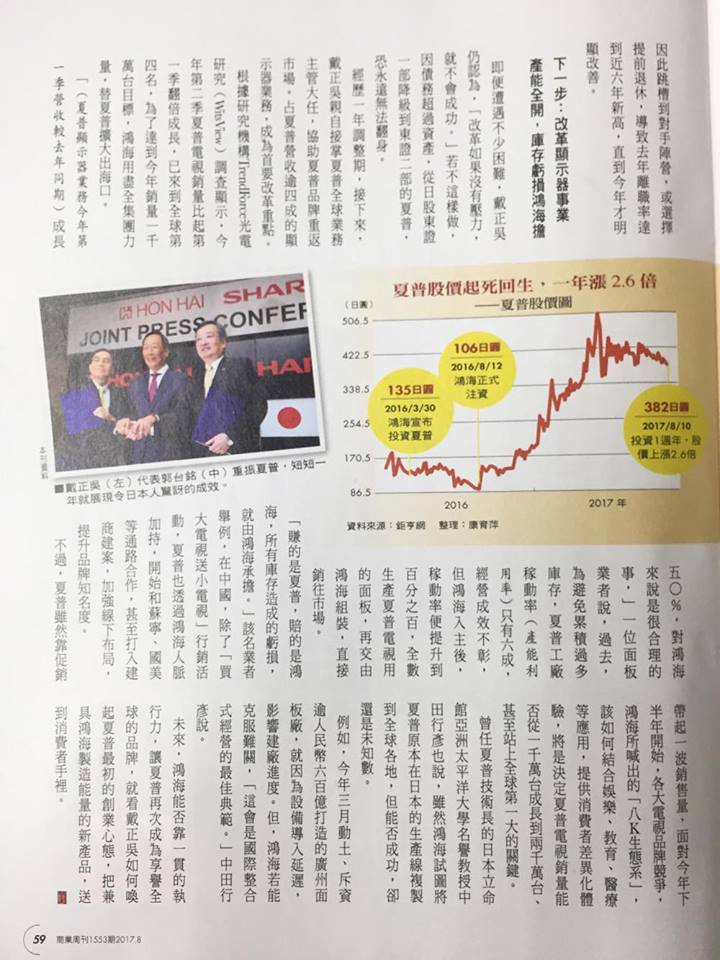 因此跳槽到對手陣營，或選擇
提前退休，導致去年離職率達
到近六年新高，直到今年才明
顯改善。
下一步：改革顯示器事業
產能全開，庫存虧損鴻海擔
即便遭遇不少困難，戴正吳
仍認為，「改革如果沒有壓力，
就不會成功。」若不這樣做，
因債務超過資產，從日股東證
一部降級到東證二部的夏普，
恐永遠無法翻身。
經歷一年調整期，接下來，
戴正吳親自接掌夏普全球業務
主管大任，協助夏普品牌重返
市場。占夏普營收逾四成的顯
示器業務，成為首要改革重點。
根據研究機構TrendForce光電
研究（WitsView）調查顯示，今
年第二季夏普電視銷量比起第
一季翻倍成長，已來到全球第
四名，為了達到今年銷量一千
萬台目標，鴻海用盡全集團力
量，替夏普擴大出海口。
「（夏普顯示器業務今年第
一季營收較去年同期）成長
夏普股價起死回生，一年漲2.6倍
——夏普股價圖
（日圓）
506.5
422.5
338.5
254.5
170.5
86.5
135日圓
2016/3/30
鴻海宣布
投資夏普
106日圓
2016/8/12
鴻海正式
注資
382日圓
2017/8/10
投資1週年，股
價上漲2.6倍
2016
2017年
資料來源：鉅亨網　整理：康育萍
HON HAI SHAR
JOINT PRESS CONFER
HON HAI SHAR
本刊資料
■戴正吳（左）代表郭台銘（中）重振夏普，短短一
年就展現令日本人驚訝的成效。
五〇％，對鴻海
來說是很合理的
事，」一位面板
業者說，過去，
為避免累積過多
庫存，夏普工廠
稼動率（產能利
用率）只有六成，
經營成效不彰，
但鴻海入主後，
稼動率便提升到
百分之百，全數
生產夏普電視用
的面板，再交由
鴻海組裝，直接
銷往市場。
「賺的是夏普，賠的是鴻
海，所有庫存造成的虧損，
就由鴻海承擔。」該名業者
舉例，在中國，除了「買
大電視送小電視」行銷活
動，夏普也透過鴻海人脈
加持，開始和蘇寧、國美
等通路合作，甚至打入建
商建案，加強線下布局，
提升品牌知名度。
不過，夏普雖然靠促銷
帶起一波銷售量，面對今年下
半年開始，各大電視品牌競爭，
鴻海所喊出的「八K生態系」，
該如何結合娛樂、教育、醫療
等應用，提供消費者差異化體
驗，將是決定夏普電視銷量能
否從一千萬台成長到兩千萬台、
甚至站上全球第一大的關鍵。
曾任夏普技術長的日本立命
館亞洲太平洋大學名譽教授中
田行彥也說，雖然鴻海試圖將
夏普原本在日本的生產線複製
到全球各地，但能否成功，卻
還是未知數。
例如，今年三月動土、斥資
逾人民幣六百億打造的廣州面
板廠，就因為設備導入延遲，
影響建廠進度。但，鴻海若能
克服難關，「這會是國際整合
式經營的最佳典範。」中田行
彥說。
未來，鴻海能否靠一貫的執
行力，讓夏普再次成為享譽全
球的品牌，就看戴正吳如何喚
起夏普最初的創業心態，把兼
具鴻海製造能量的新產品，送
到消費者手裡。
59 商業周刊1553期2017.8